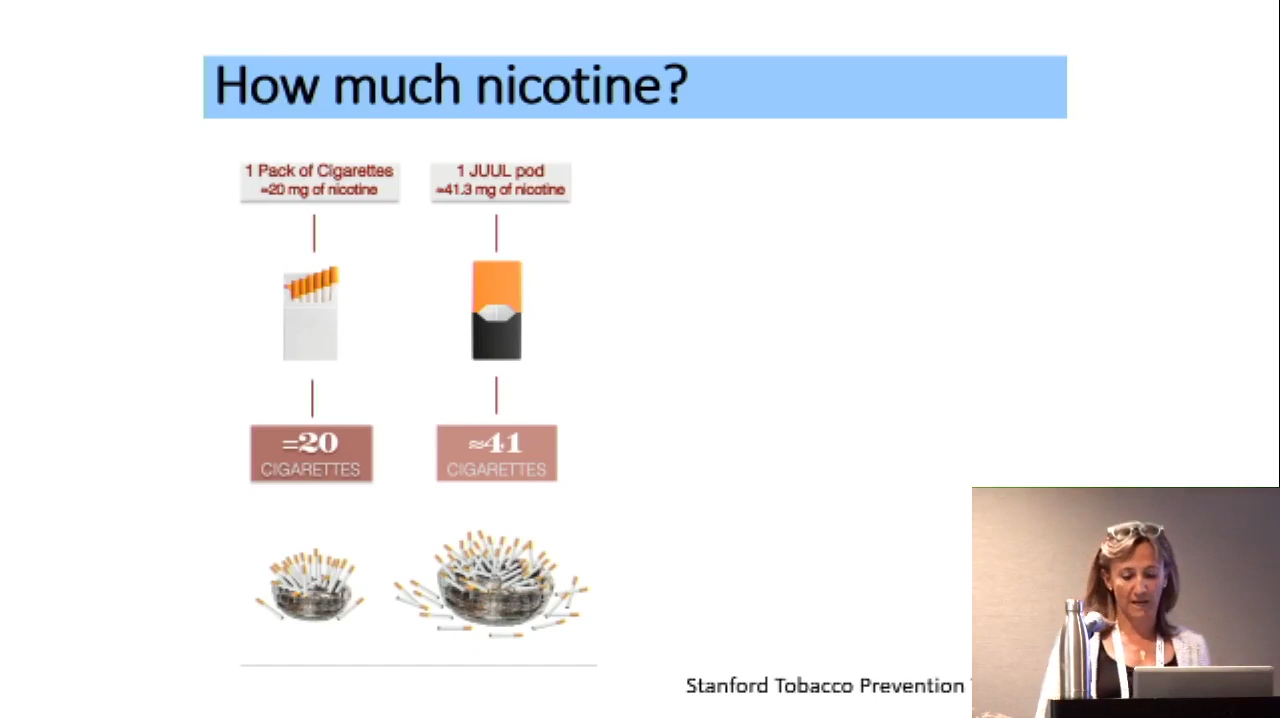 How much nicotine?
1 Pack of Cigarettes
≈20 mg of nicotine
1 JUUL pod
≈41.3 mg of nicotine
=20
CIGARETTES
≈41
CIGARETTES
Stanford Tobacco Prevention